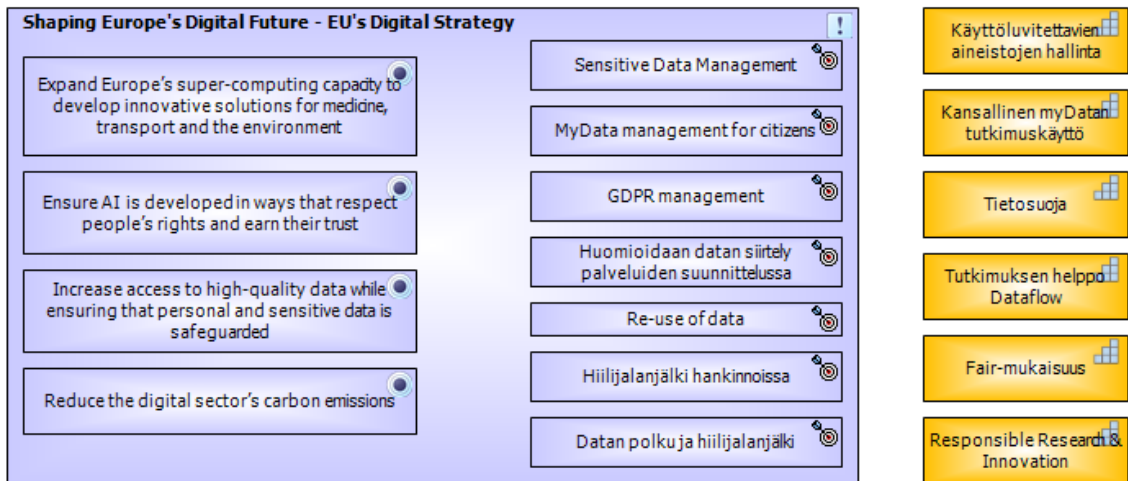 Shaping Europe's Digital Future - EU's Digital Strategy
Expand Europe's super-computing capacity to
develop innovative solutions for medicine,
transport and the environment
Ensure AI is developed in ways that respect
people's rights and earn their trust
Increase access to high-quality data while
ensuring that personal and sensitive data is
safeguarded
Reduce the digital sector's carbon emissions
Sensitive Data Management
MyData management for citizens
GDPR management
Huomioidaan datan siirtely
palveluiden suunnittelussa
Re-use of data
Hiilijalanjälki hankinnoissa
Datan polku ja hiilijalanjälki
Käyttöluvitettavien
aineistojen hallinta
Kansallinen myDatan
tutkimuskäyttö
Tietosuoja
Tutkimuksen helppo
Dataflow
Fair-mukaisuus
Responsible Research &
Innovation